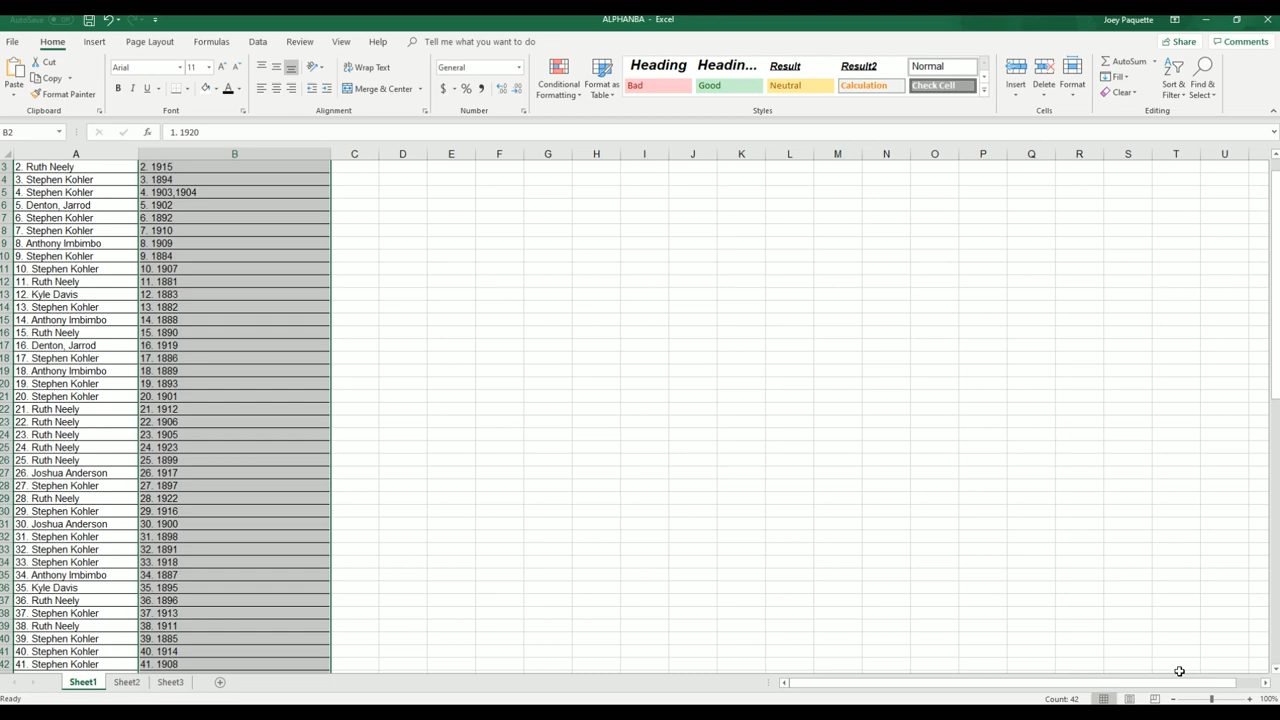 AutoSave Off ALPHANBA - Excel Joey Paquette
File Home Insert Page Layout Formulas Data Review View Help Tell me what you want to do Share Comments
Paste Cut Copy Format Painter Clipboard
Arial 11 B I U A A Font
Wrap Text Merge & Center Alignment
General $ % , Number
Conditional Formatting Format as Table
Heading Headin... Result Result2 Normal
Bad Good Neutral Calculation Check Cell
Styles
Insert Delete Format Cells
AutoSum Fill Clear Sort & Filter Find & Select Editing
B2 fx 1. 1920
A B C D E F G H I J K L M N O P Q R S T U
3 2. Ruth Neely 2. 1915
4 3. Stephen Kohler 3. 1894
5 4. Stephen Kohler 4. 1903,1904
6 5. Denton, Jarrod 5. 1902
7 6. Stephen Kohler 6. 1892
8 7. Stephen Kohler 7. 1910
9 8. Anthony Imbimbo 8. 1909
10 9. Stephen Kohler 9. 1884
11 10. Stephen Kohler 10. 1907
12 11. Ruth Neely 11. 1881
13 12. Kyle Davis 12. 1883
14 13. Stephen Kohler 13. 1882
15 14. Anthony Imbimbo 14. 1888
16 15. Ruth Neely 15. 1890
17 16. Denton, Jarrod 16. 1919
18 17. Stephen Kohler 17. 1886
19 18. Anthony Imbimbo 18. 1889
20 19. Stephen Kohler 19. 1893
21 20. Stephen Kohler 20. 1901
22 21. Ruth Neely 21. 1912
23 22. Ruth Neely 22. 1906
24 23. Ruth Neely 23. 1905
25 24. Ruth Neely 24. 1923
26 25. Ruth Neely 25. 1899
27 26. Joshua Anderson 26. 1917
28 27. Stephen Kohler 27. 1897
29 28. Ruth Neely 28. 1922
30 29. Stephen Kohler 29. 1916
31 30. Joshua Anderson 30. 1900
32 31. Stephen Kohler 31. 1898
33 32. Stephen Kohler 32. 1891
34 33. Stephen Kohler 33. 1918
35 34. Anthony Imbimbo 34. 1887
36 35. Kyle Davis 35. 1895
37 36. Ruth Neely 36. 1896
38 37. Stephen Kohler 37. 1913
39 38. Ruth Neely 38. 1911
40 39. Stephen Kohler 39. 1885
41 40. Stephen Kohler 40. 1914
42 41. Stephen Kohler 41. 1908
Sheet1 Sheet2 Sheet3
Ready Count: 42 100%